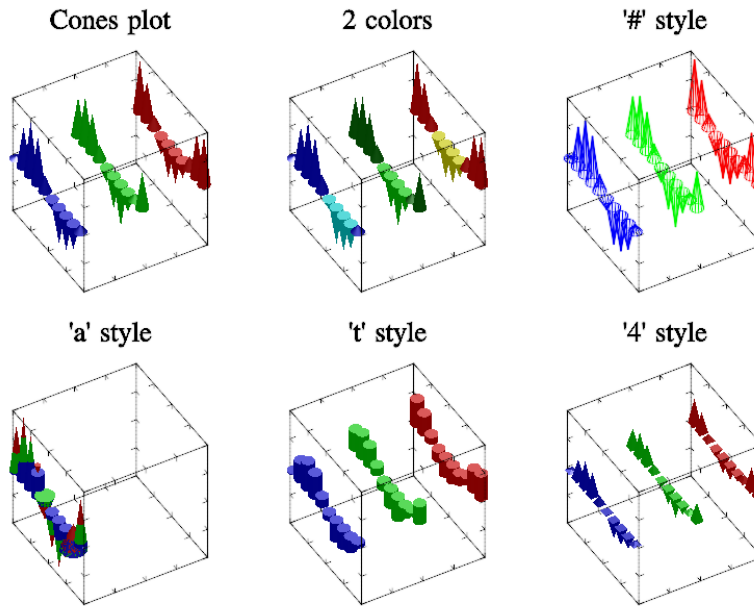 Cones plot
2 colors
'#' style
'a' style
't' style
'4' style